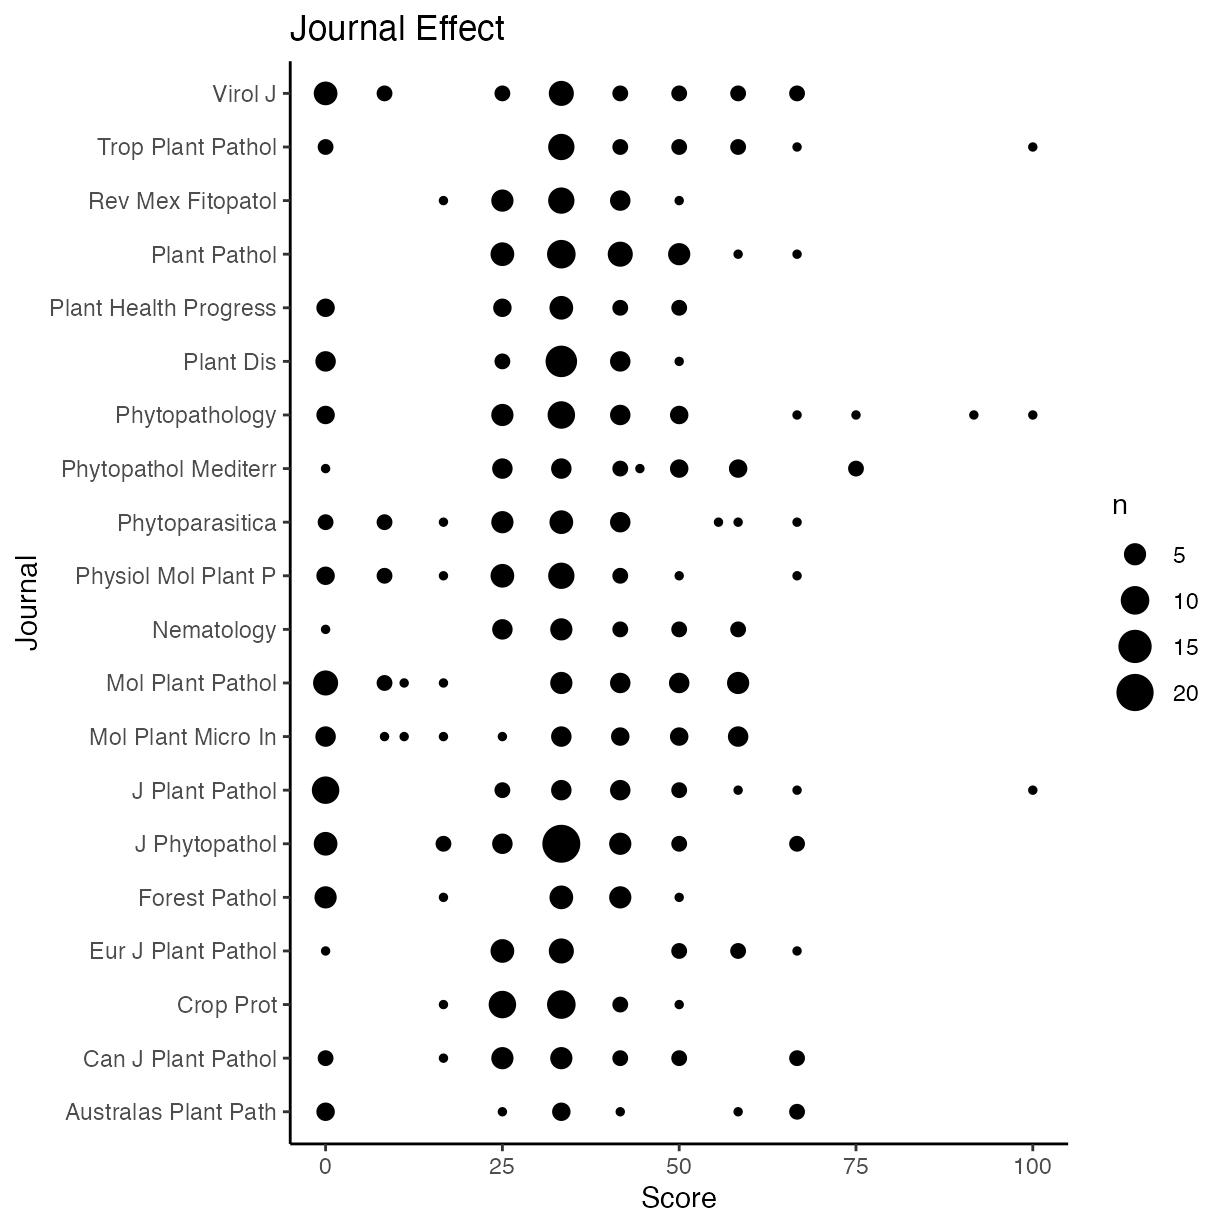 Journal Effect
Virol J
Trop Plant Pathol
Rev Mex Fitopatol
Plant Pathol
Plant Health Progress
Plant Dis
Phytopathology
Phytopathol Mediterr
Phytoparasitica
Physiol Mol Plant P
Nematology
Mol Plant Pathol
Mol Plant Micro In
J Plant Pathol
J Phytopathol
Forest Pathol
Eur J Plant Pathol
Crop Prot
Can J Plant Pathol
Australas Plant Path
Journal
0 25 50 75 100
Score
n
5
10
15
20